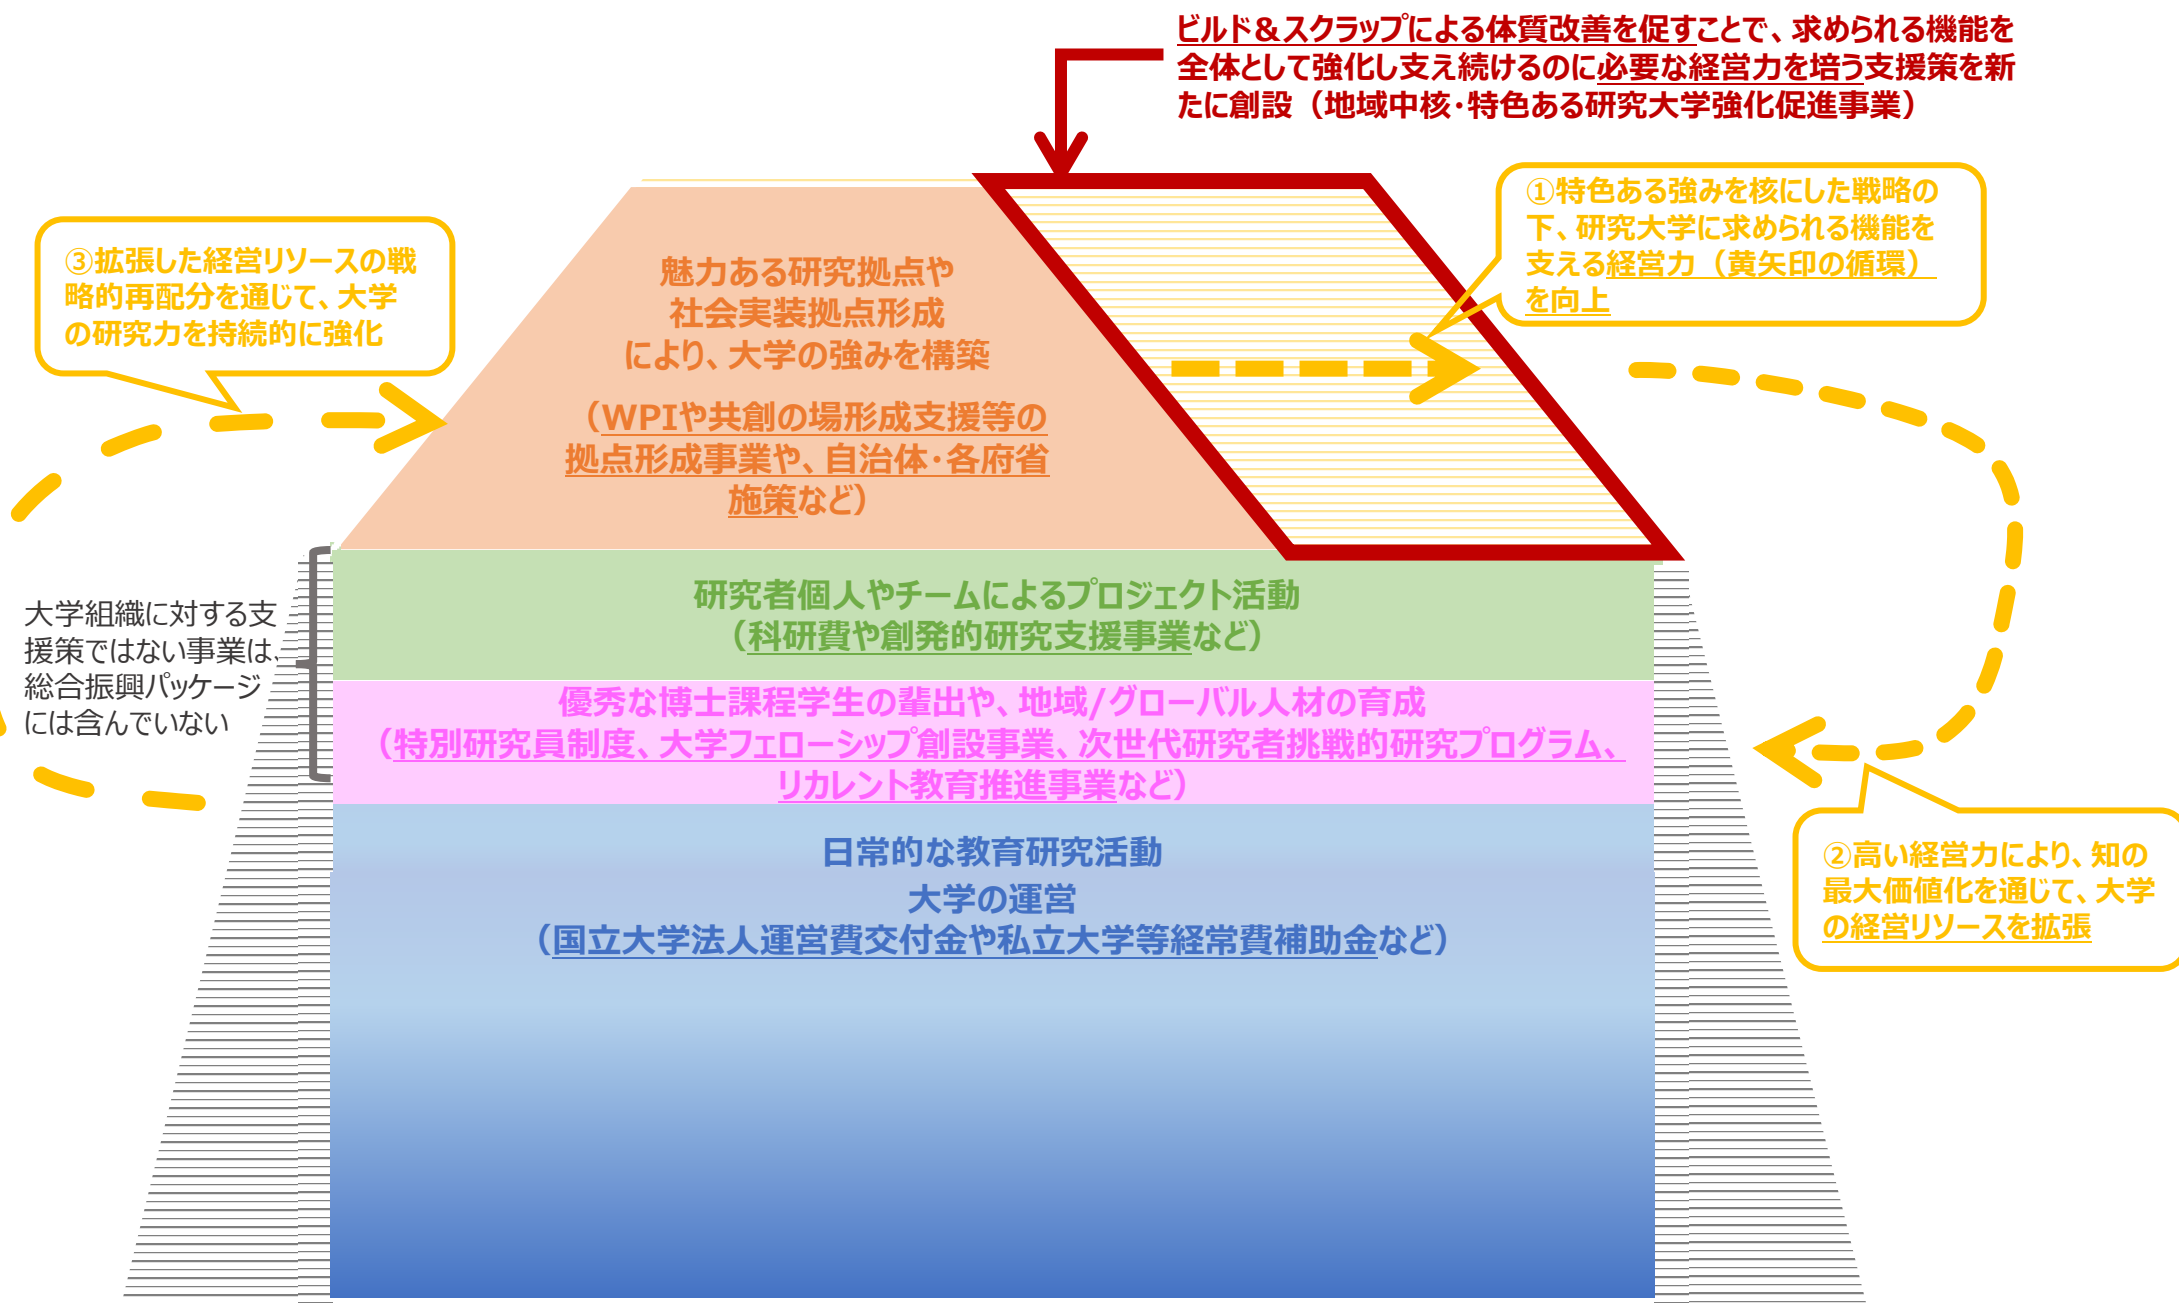 ビルド&スクラップによる体質改善を促すことで、求められる機能を
全体として強化し支え続けるのに必要な経営力を培う支援策を新
たに創設（地域中核・特色ある研究大学強化促進事業）
①特色ある強みを核にした戦略の
下、研究大学に求められる機能を
支える経営力（黄矢印の循環）
を向上
③拡張した経営リソースの戦
略的再配分を通じて、大学
の研究力を持続的に強化
魅力ある研究拠点や
社会実装拠点形成
により、大学の強みを構築
（WPIや共創の場形成支援等の
拠点形成事業や、自治体・各府省
施策など）
研究者個人やチームによるプロジェクト活動
（科研費や創発的研究支援事業など）
大学組織に対する支
援策ではない事業は、
総合振興パッケージ
には含んでいない
優秀な博士課程学生の輩出や、地域/グローバル人材の育成
（特別研究員制度、大学フェローシップ創設事業、次世代研究者挑戦的研究プログラム、
リカレント教育推進事業など）
日常的な教育研究活動
大学の運営
（国立大学法人運営費交付金や私立大学等経常費補助金など）
②高い経営力により、知の
最大価値化を通じて、大学
の経営リソースを拡張